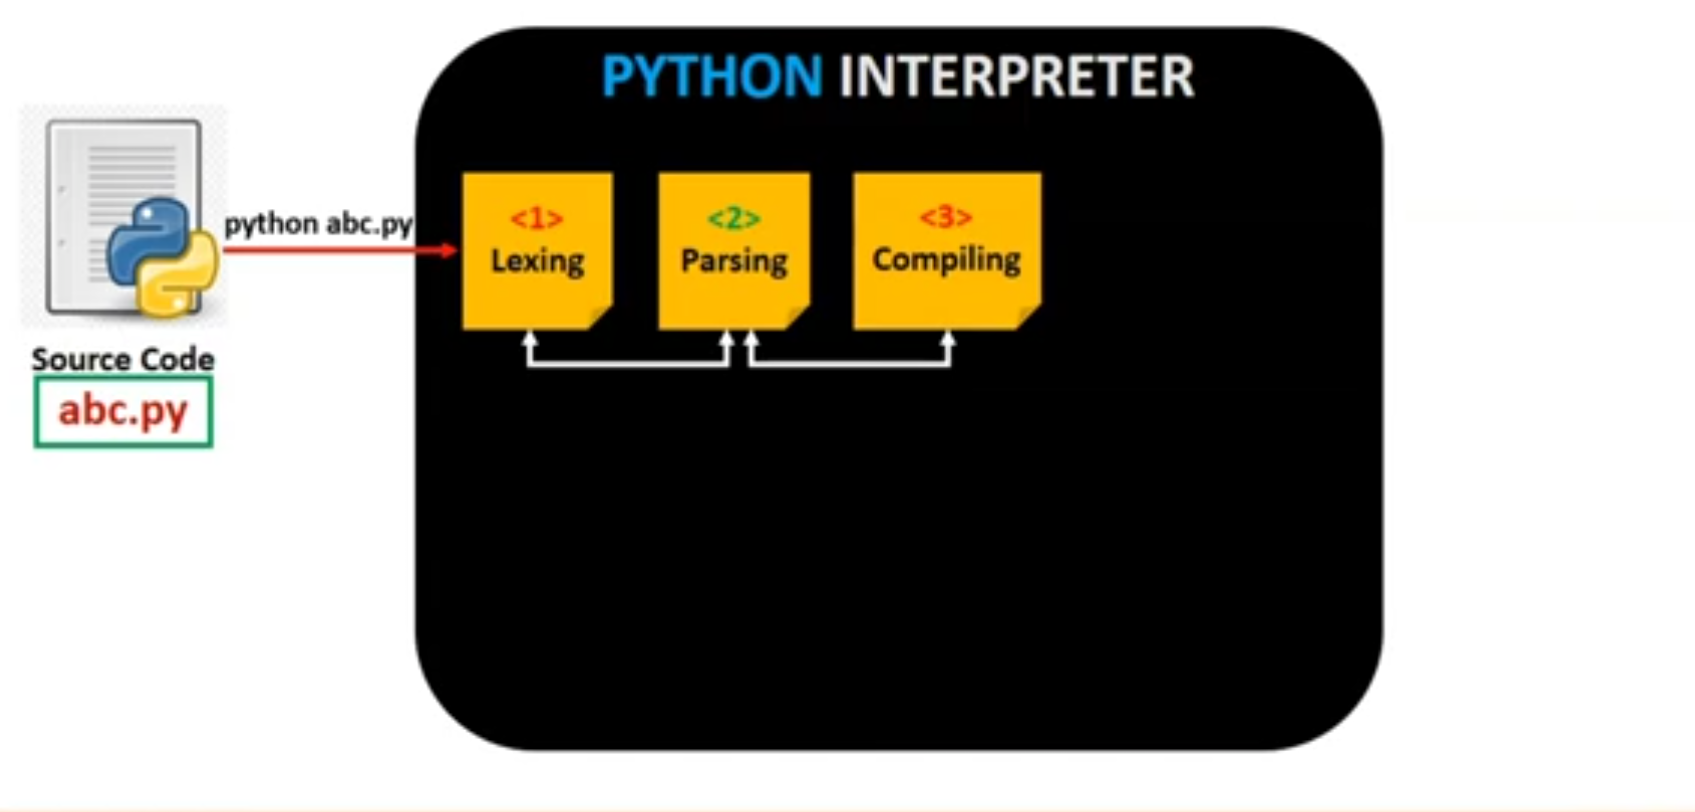 PYTHON INTERPRETER
python abc.py
<1>
Lexing
<2>
Parsing
<3>
Compiling
Source Code
abc.py